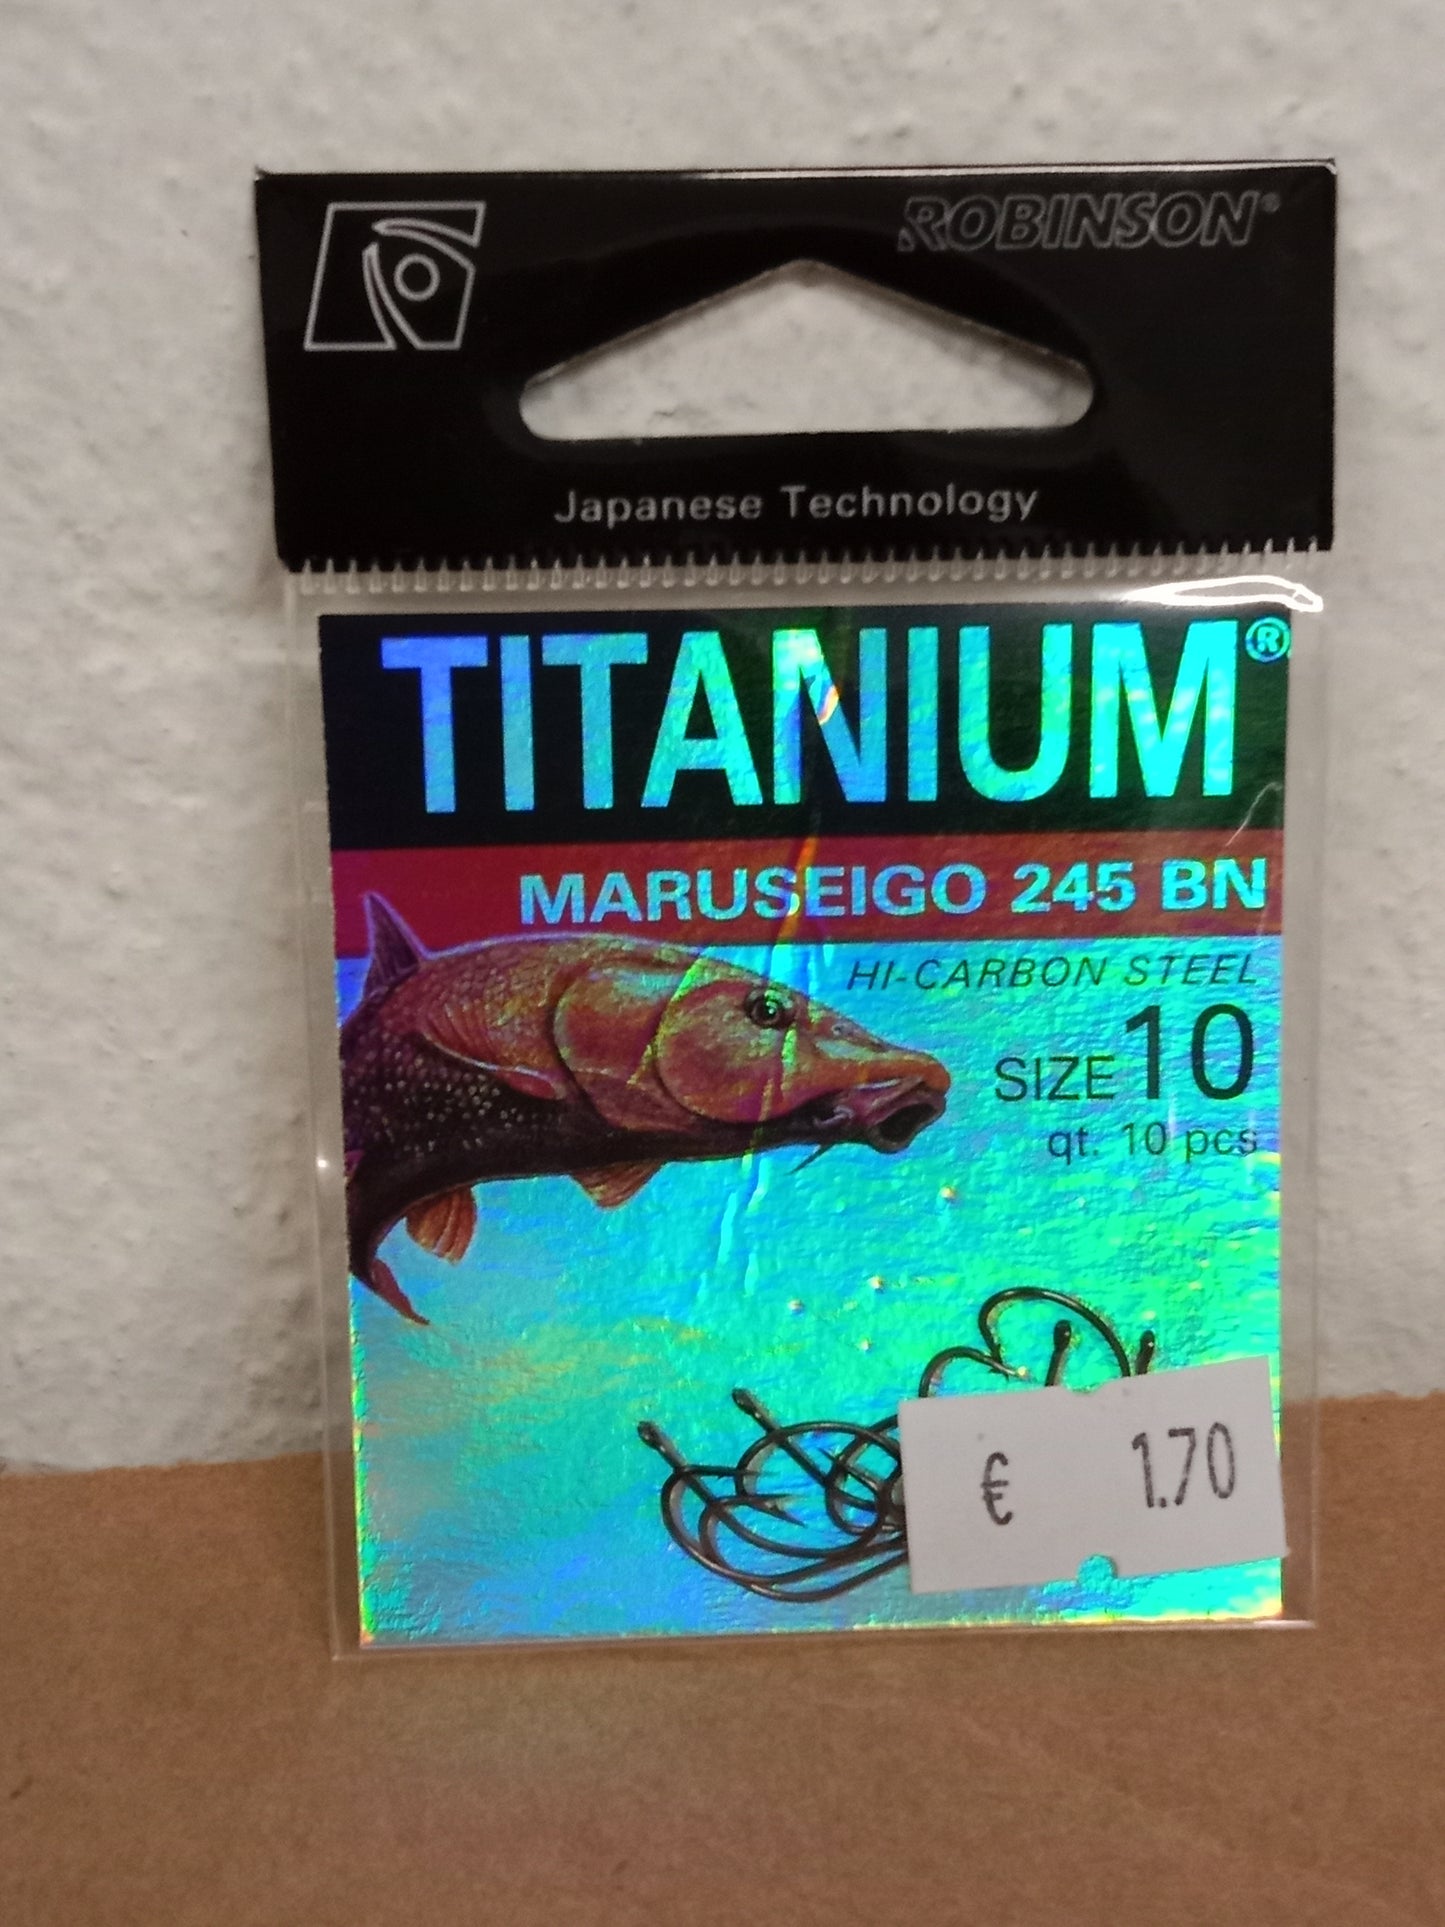 ROBINSON®
Japanese Technology
TITANIUM®
MARUSEIGO 245 BN
HI-CARBON STEEL
SIZE 10
qt. 10 pcs
€ 1.70